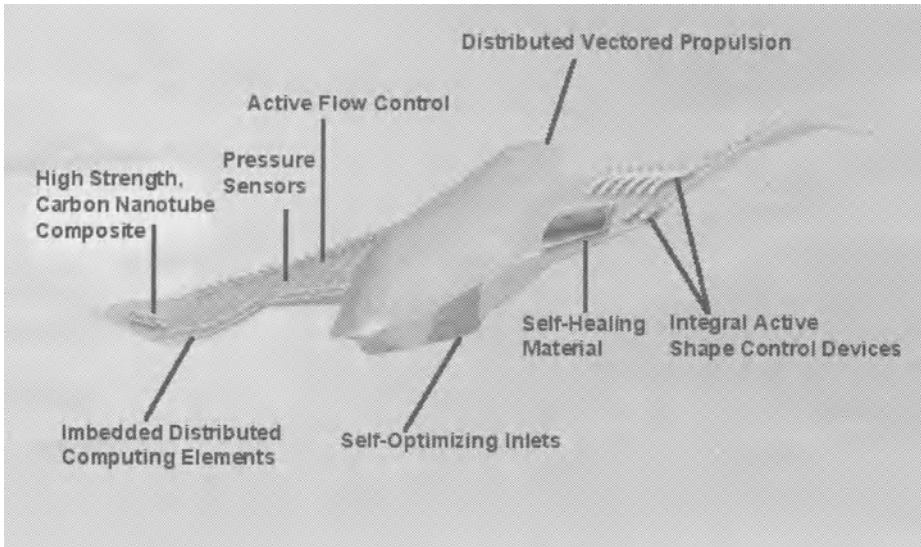 Distributed Vectored Propulsion
Active Flow Control
Pressure
Sensors
High Strength,
Carbon Nanotube
Composite
Self-Healing
Material
Integral Active
Shape Control Devices
Imbedded Distributed
Computing Elements
Self-Optimizing Inlets